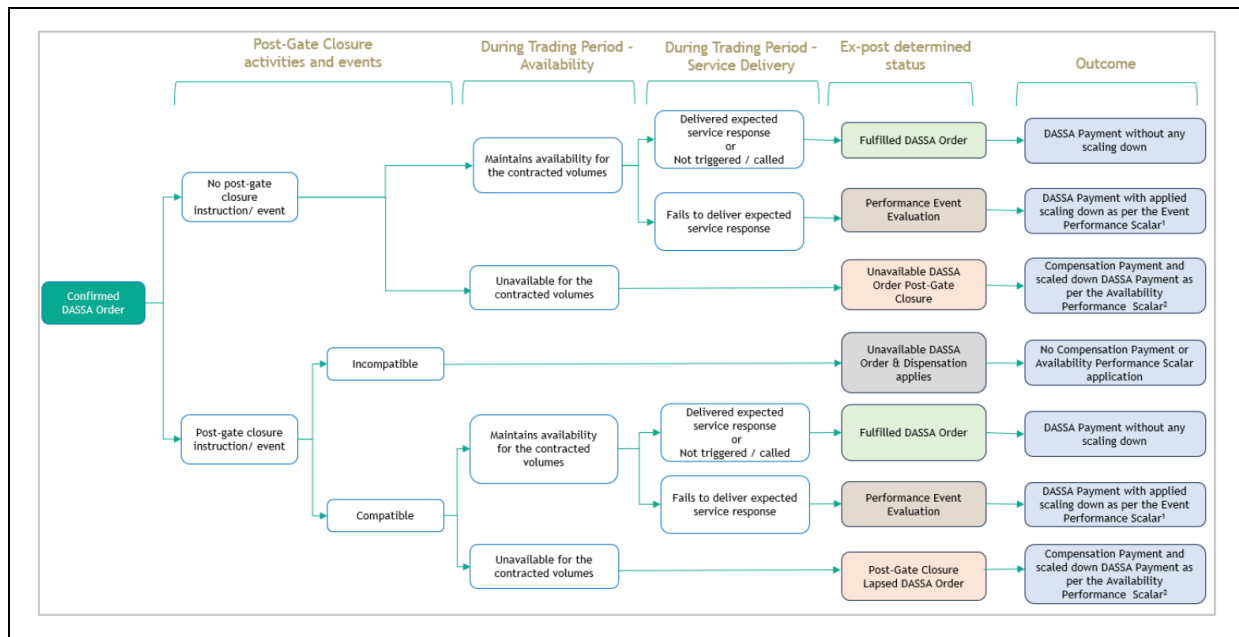 Post-Gate Closure
activities and events
During Trading Period -
Availability
During Trading Period -
Service Delivery
Ex-post determined
status
Outcome
Confirmed
DASSA Order
No post-gate
closure
instruction/ event
Maintains availability for
the contracted volumes
Delivered expected
service response
or
Not triggered / called
Fulfilled DASSA Order
DASSA Payment without any
scaling down
Fails to deliver expected
service response
Performance Event
Evaluation
DASSA Payment with applied
scaling down as per the Event
Performance Scalar¹
Unavailable for the
contracted volumes
Unavailable DASSA
Order Post-Gate
Closure
Compensation Payment and
scaled down DASSA Payment as
per the Availability
Performance Scalar²
Post-gate closure
instruction/ event
Incompatible
Unavailable DASSA
Order & Dispensation
applies
No Compensation Payment or
Availability Performance Scalar
application
Compatible
Maintains availability
for the contracted
volumes
Delivered expected
service response
or
Not triggered / called
Fulfilled DASSA Order
DASSA Payment without any
scaling down
Fails to deliver expected
service response
Performance Event
Evaluation
DASSA Payment with applied
scaling down as per the Event
Performance Scalar¹
Unavailable for the
contracted volumes
Post-Gate Closure
Lapsed DASSA Order
Compensation Payment and
scaled down DASSA Payment as
per the Availability
Performance Scalar²